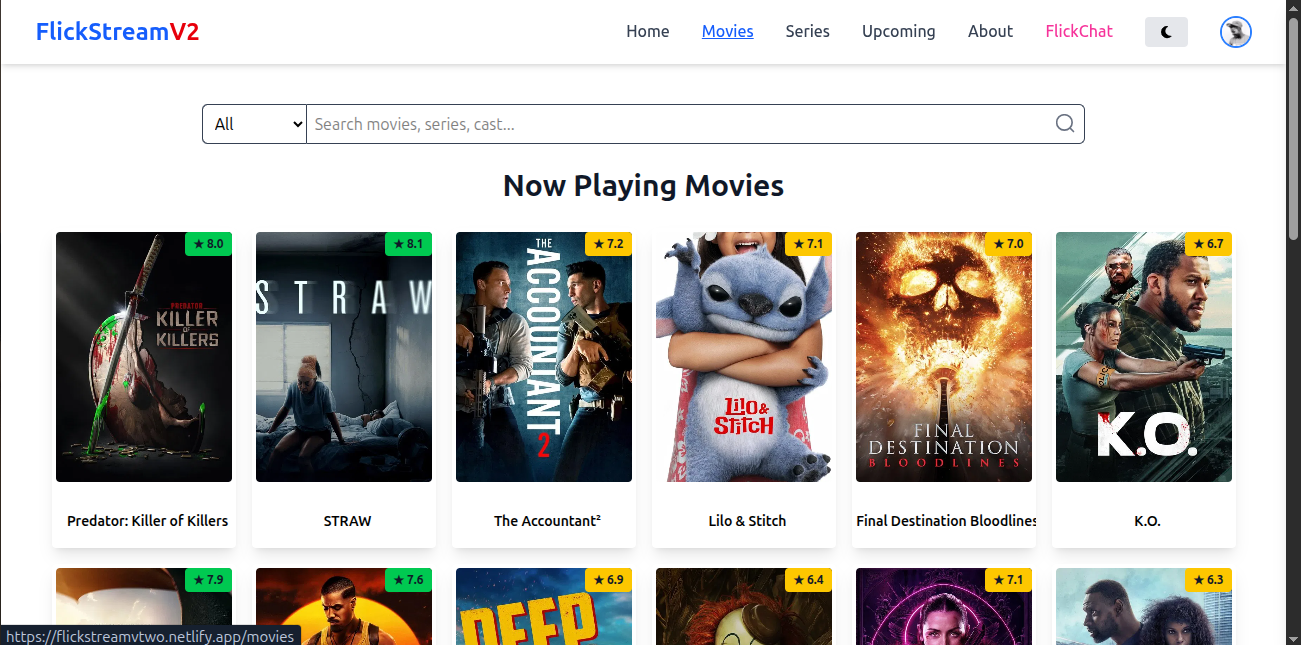 FlickStreamV2
Home Movies Series Upcoming About FlickChat
All Search movies, series, cast...
Now Playing Movies
★ 8.0
PREDATOR
KILLER
OF
KILLERS
Predator: Killer of Killers
★ 8.1
STRAW
STRAW
★ 7.2
THE
ACCOUNTANT
2
The Accountant²
★ 7.1
Lilo &
Stitch
Lilo & Stitch
★ 7.0
FINAL
DESTINATION
BLOODLINES
Final Destination Bloodlines
★ 6.7
POLICE
K.O.
K.O.
★ 7.9
★ 7.6
★ 6.9
DEEP
★ 6.4
★ 7.1
★ 6.3
https://flickstreamvtwo.netlify.app/movies